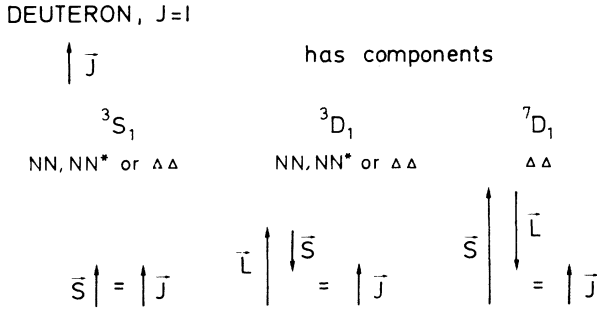 DEUTERON, J=1
J⃗
has components
³S₁ ³D₁ ⁷D₁
NN, NN* or ΔΔ NN, NN* or ΔΔ ΔΔ
S⃗ = J⃗ L⃗ S⃗ = J⃗ S⃗ L⃗ = J⃗